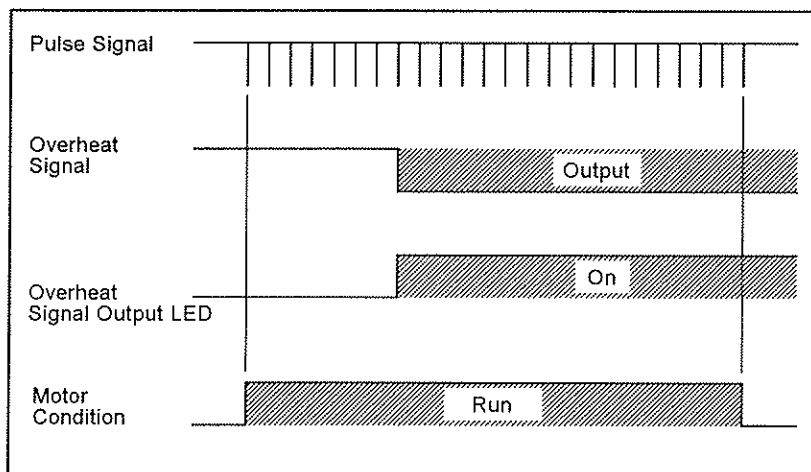 Pulse Signal
Overheat
Signal
Output
Overheat
Signal Output LED
On
Motor
Condition
Run